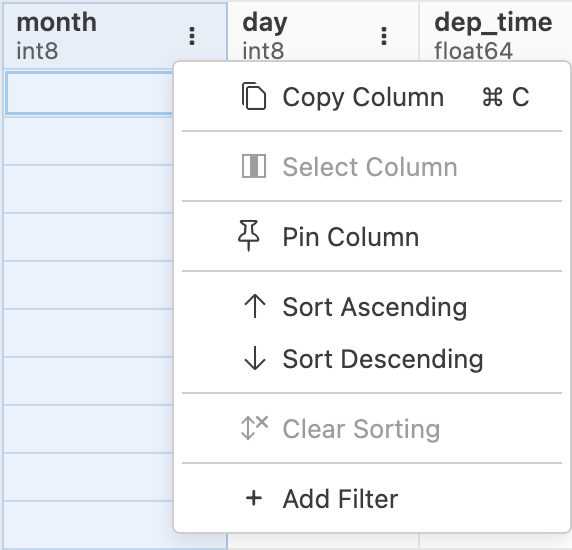 month day dep_time
int8 int8 float64
Copy Column ⌘ C
Select Column
Pin Column
Sort Ascending
Sort Descending
Clear Sorting
Add Filter